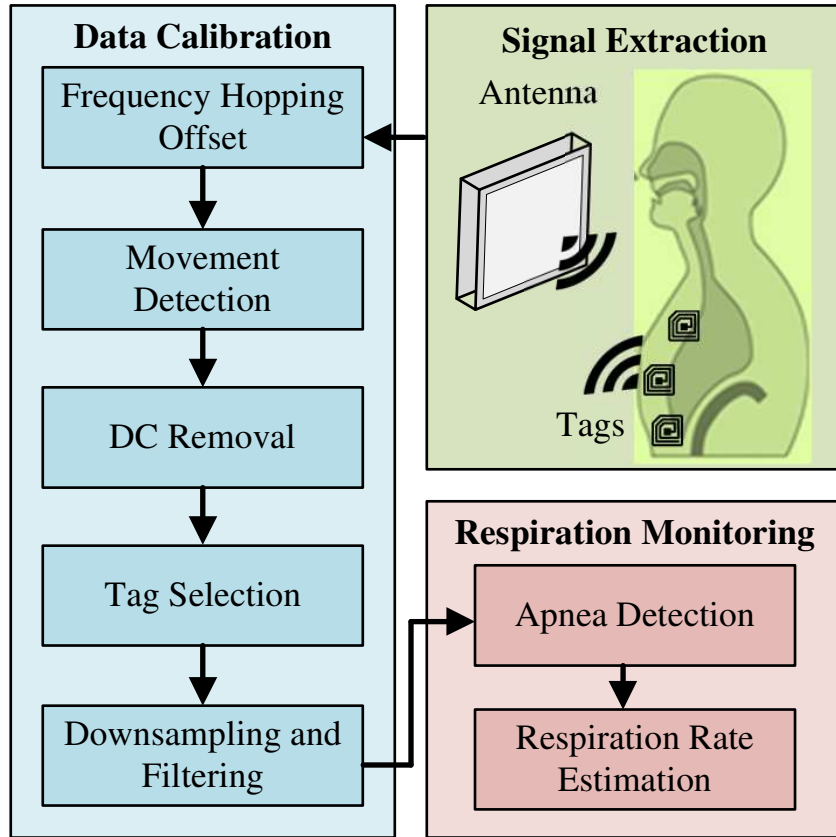 Data Calibration
Frequency Hopping
Offset
Movement
Detection
DC Removal
Tag Selection
Downsampling and
Filtering
Signal Extraction
Antenna
Tags
Respiration Monitoring
Apnea Detection
Respiration Rate
Estimation